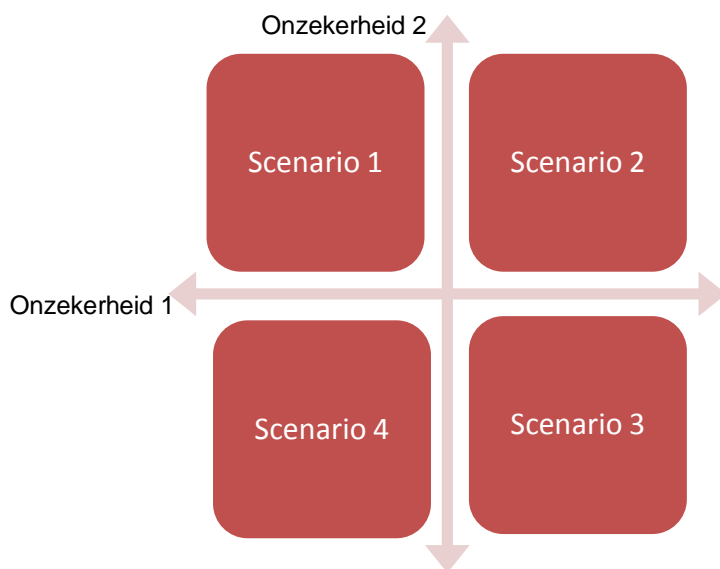 Onzekerheid 2
Scenario 1
Scenario 2
Onzekerheid 1
Scenario 4
Scenario 3